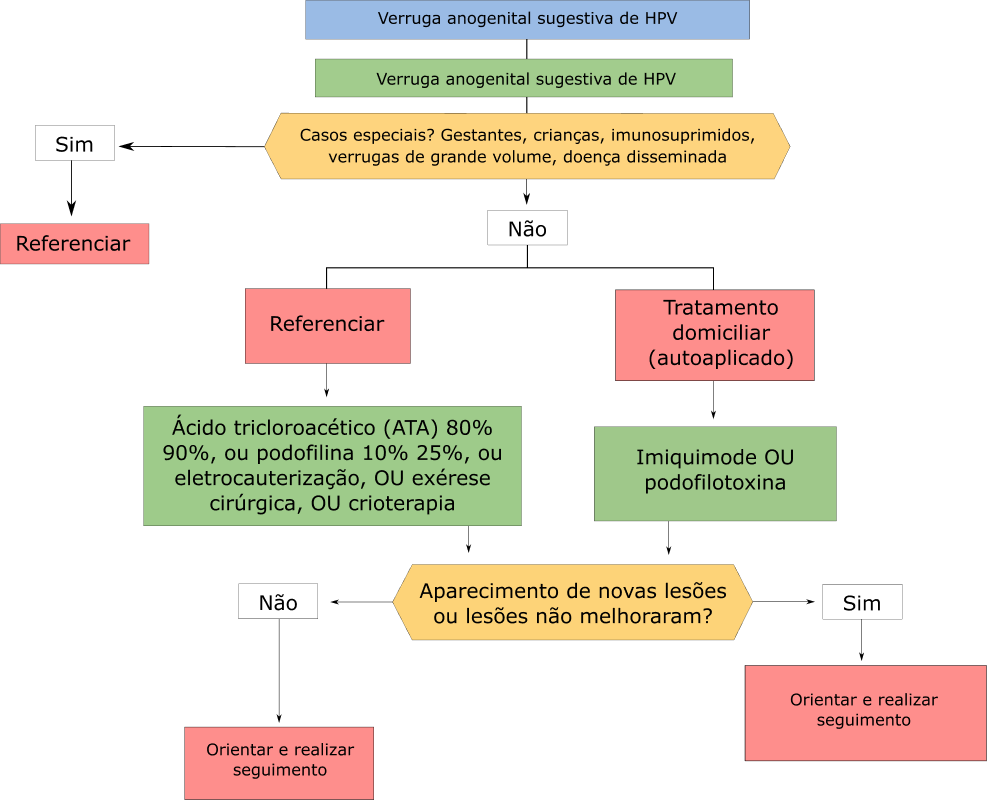 Verruga anogenital sugestiva de HPV
Verruga anogenital sugestiva de HPV
Casos especiais? Gestantes, crianças, imunosuprimidos,
verrugas de grande volume, doença disseminada
Sim
Referenciar
Não
Referenciar
Tratamento
domiciliar
(autoaplicado)
Ácido tricloroacético (ATA) 80%
90%, ou podofilina 10% 25%, ou
eletrocauterização, OU exérese
cirúrgica, OU crioterapia
Imiquimode OU
podofilotoxina
Aparecimento de novas lesões
ou lesões não melhoraram?
Não
Sim
Orientar e realizar
seguimento
Orientar e realizar
seguimento